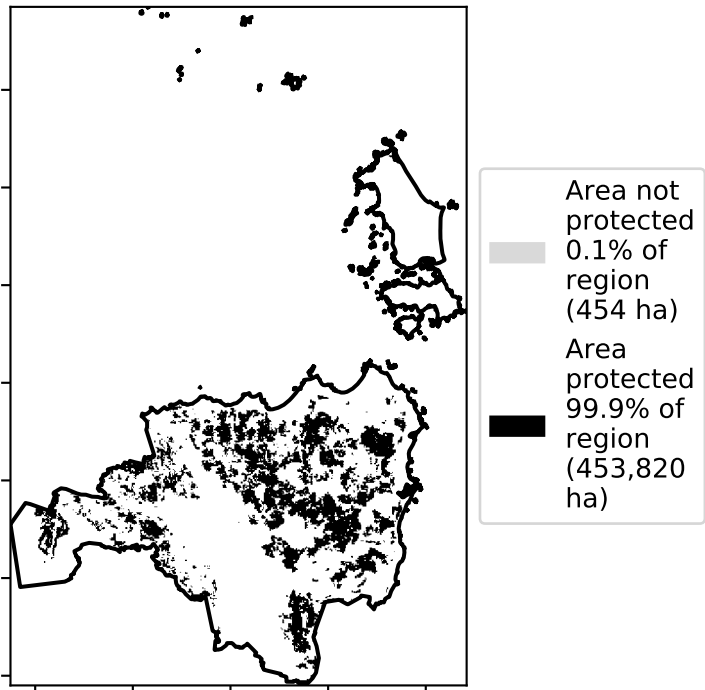 Area not
protected
0.1% of
region
(454 ha)
Area
protected
99.9% of
region
(453,820
ha)